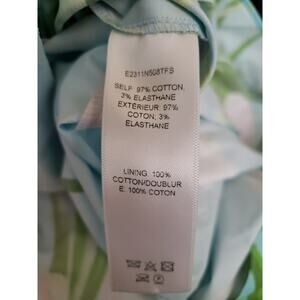 E2311N508TFS
SELF: 97% COTTON,
3% ELASTHANE
EXTÉRIEUR: 97%
COTON, 3%
ELASTHANE
LINING: 100%
COTTON/DOUBLUR
E: 100% COTON